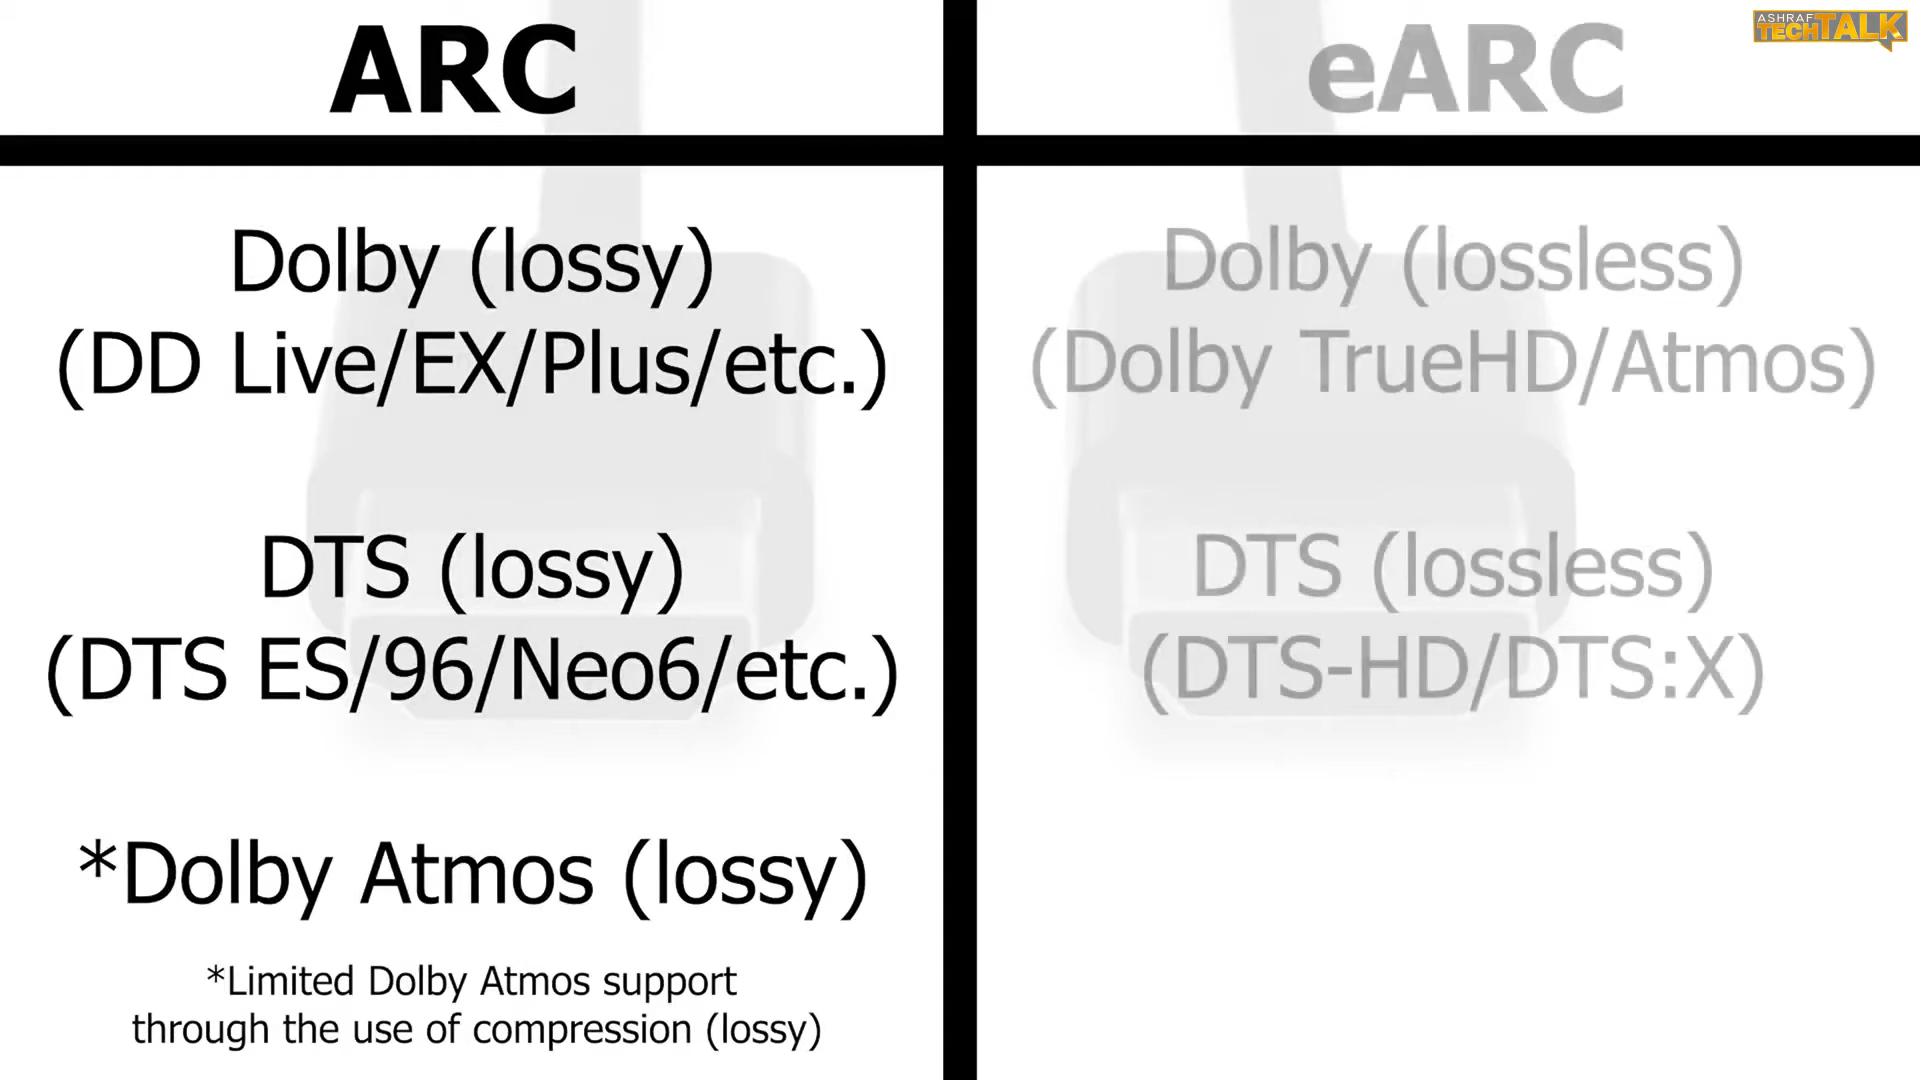 ARC
Dolby (lossy)
(DD Live/EX/Plus/etc.)
DTS (lossy)
(DTS ES/96/Neo6/etc.)
*Dolby Atmos (lossy)
*Limited Dolby Atmos support
through the use of compression (lossy)
eARC
Dolby (lossless)
(Dolby TrueHD/Atmos)
DTS (lossless)
(DTS-HD/DTS:X)
ASHRAF
TECHTALK